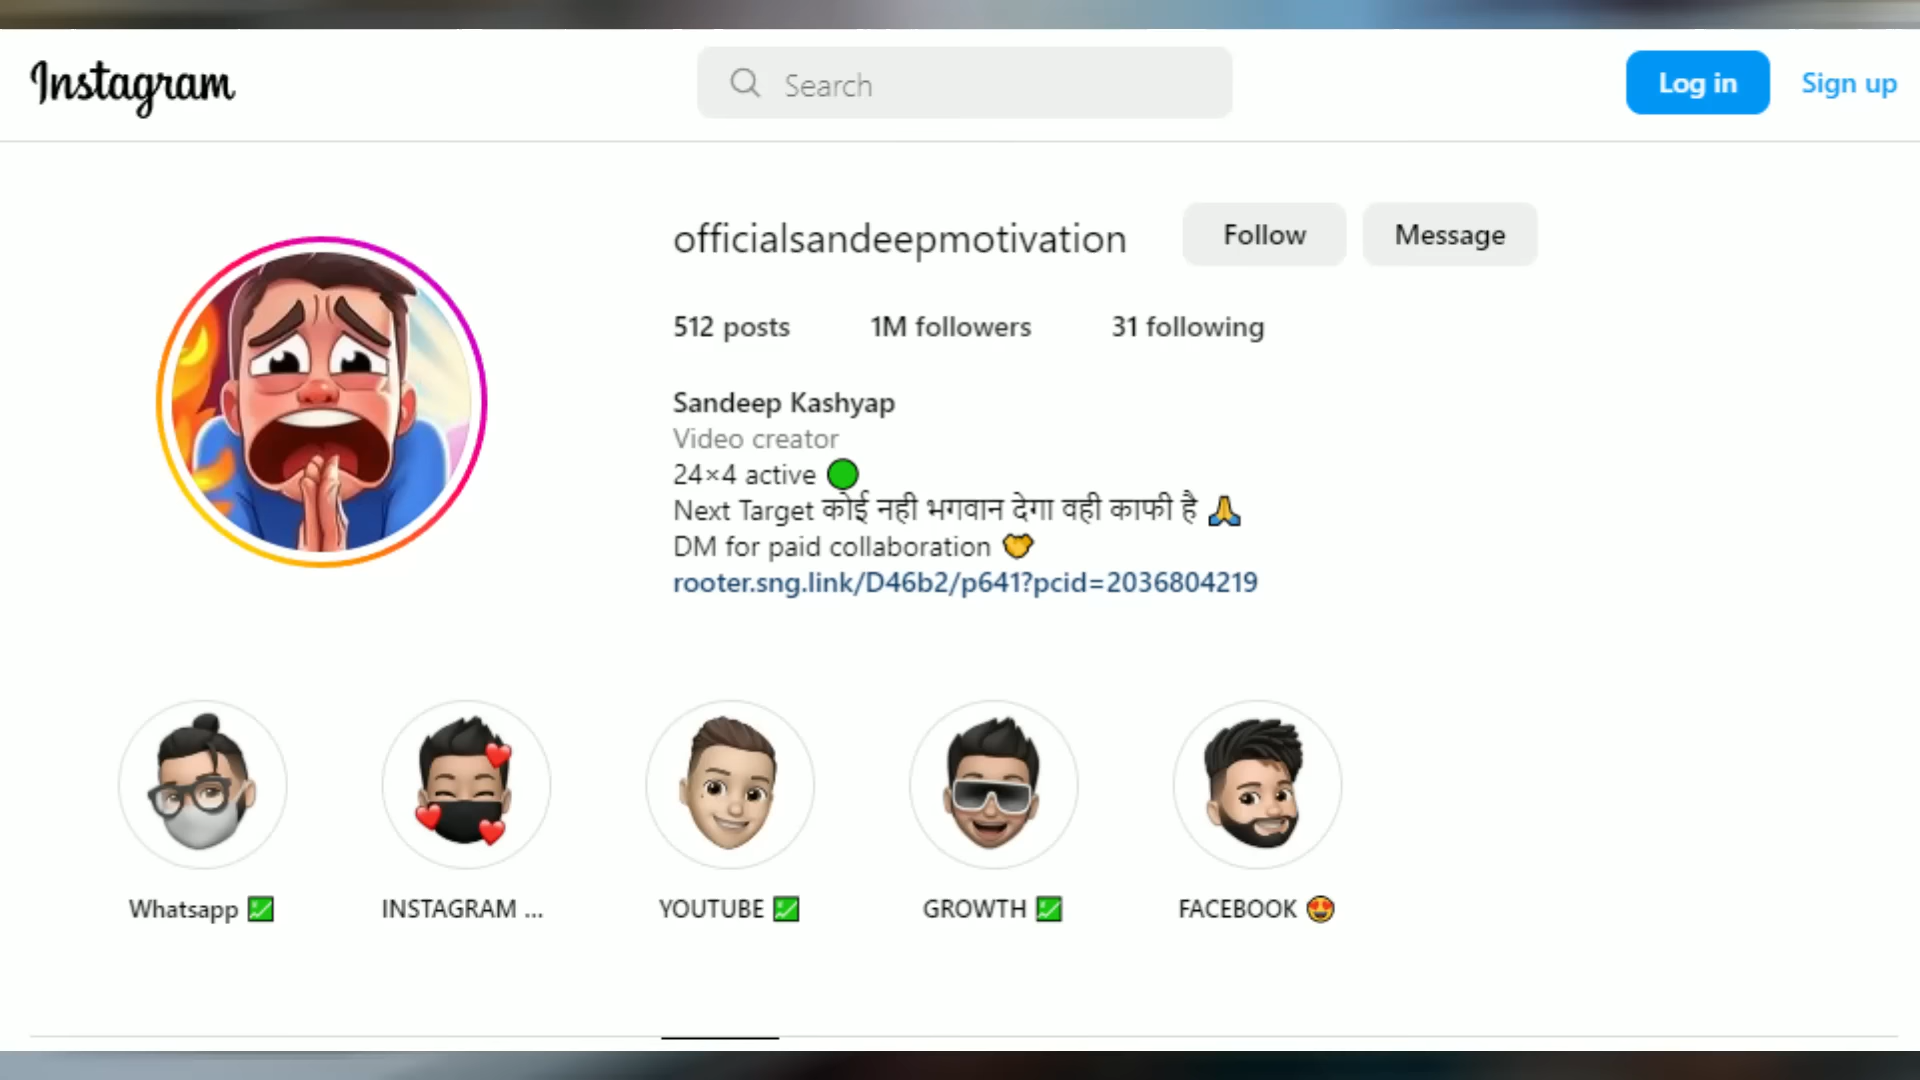 Instagram
Search
Log in
Sign up
officialsandeepmotivation
Follow
Message
512 posts
1M followers
31 following
Sandeep Kashyap
Video creator
24×4 active 🟢
Next Target कोई नही भगवान देगा वही काफी है 🙏
DM for paid collaboration 🤝
rooter.sng.link/D46b2/p641?pcid=2036804219
Whatsapp 💹
INSTAGRAM ...
YOUTUBE 💹
GROWTH 💹
FACEBOOK 😍